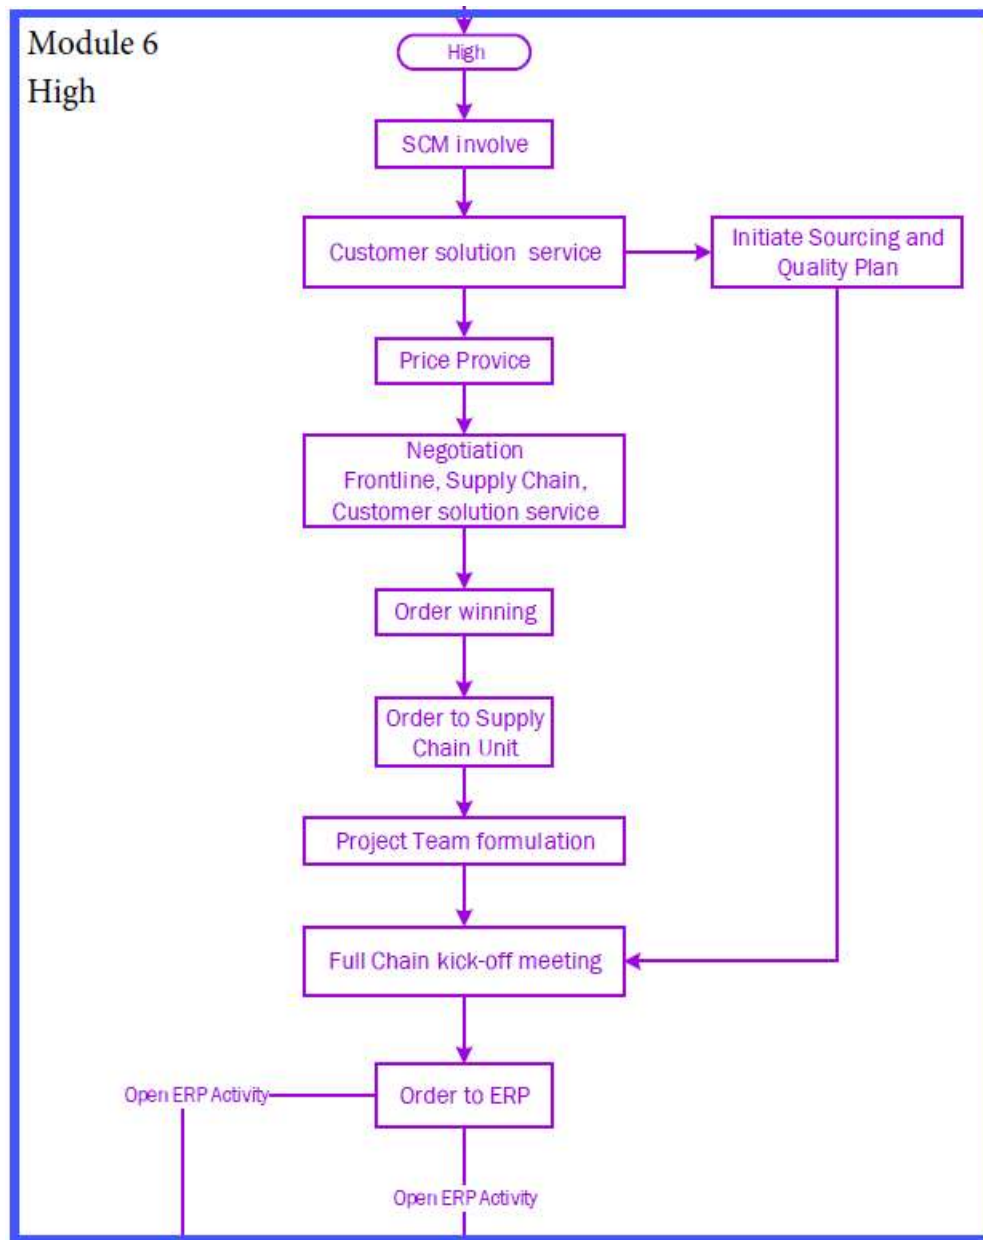 Module 6
High
High
SCM involve
Customer solution service
Initiate Sourcing and
Quality Plan
Price Provice
Negotiation
Frontline, Supply Chain,
Customer solution service
Order winning
Order to Supply
Chain Unit
Project Team formulation
Full Chain kick-off meeting
Open ERP Activity
Order to ERP
Open ERP Activity